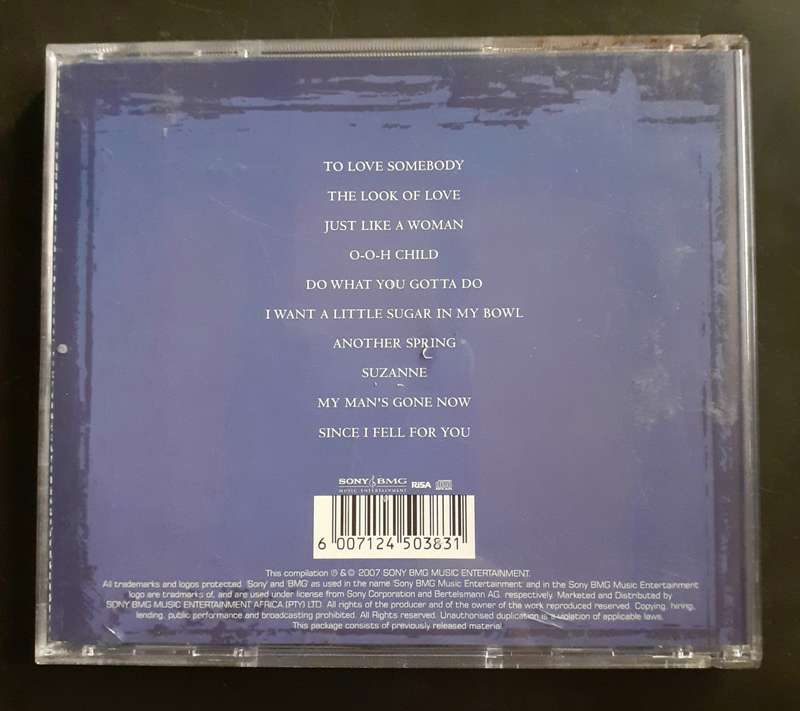 TO LOVE SOMEBODY
THE LOOK OF LOVE
JUST LIKE A WOMAN
O-O-H CHILD
DO WHAT YOU GOTTA DO
I WANT A LITTLE SUGAR IN MY BOWL
ANOTHER SPRING
SUZANNE
MY MAN'S GONE NOW
SINCE I FELL FOR YOU
SONY BMG RiSA
MUSIC ENTERTAINMENT
6 007124 503831
This compilation ℗ & © 2007 SONY BMG MUSIC ENTERTAINMENT.
All trademarks and logos protected. 'Sony' and 'BMG' as used in the name 'Sony BMG Music Entertainment' and in the Sony BMG Music Entertainment
logo are trademarks of, and are used under license from Sony Corporation and Bertelsmann AG, respectively. Marketed and Distributed by
SONY BMG MUSIC ENTERTAINMENT AFRICA (PTY) LTD. All rights of the producer and of the owner of the work reproduced reserved. Copying, hiring,
lending, public performance and broadcasting prohibited. All Rights reserved. Unauthorised duplication is a violation of applicable laws.
This package consists of previously released material.